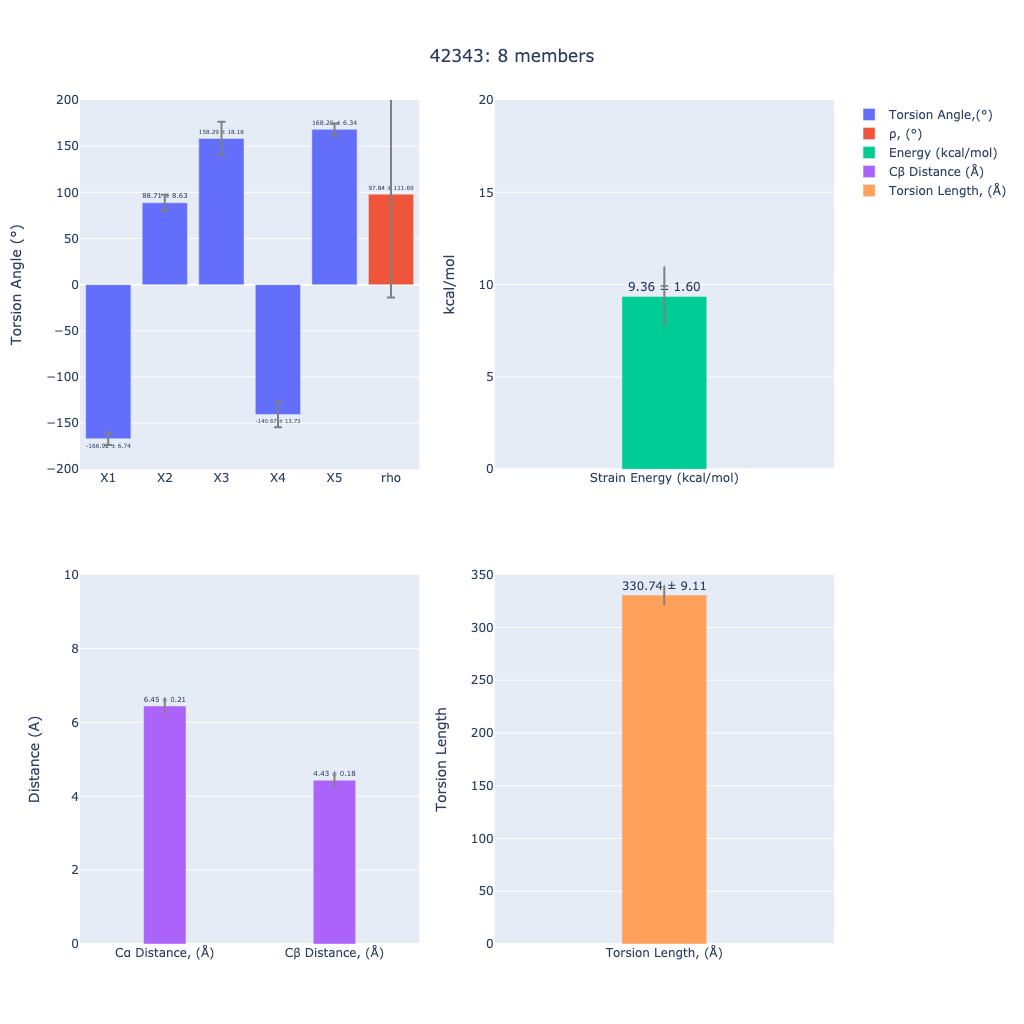 42343: 8 members
Torsion Angle (°)
200
150
100
50
0
−50
−100
−150
−200
88.71 ± 8.63
158.29 ± 18.18
168.20 ± 6.34
97.84 ± 111.69
-166.92 ± 6.74
-140.67 ± 13.73
X1 X2 X3 X4 X5 rho
kcal/mol
20
15
10
5
0
9.36 ± 1.60
Strain Energy (kcal/mol)
Torsion Angle,(°)
ρ, (°)
Energy (kcal/mol)
Cβ Distance (Å)
Torsion Length, (Å)
Distance (A)
10
8
6
4
2
0
6.45 ± 0.21
4.43 ± 0.18
Cα Distance, (Å) Cβ Distance, (Å)
Torsion Length
350
300
250
200
150
100
50
0
330.74 ± 9.11
Torsion Length, (Å)